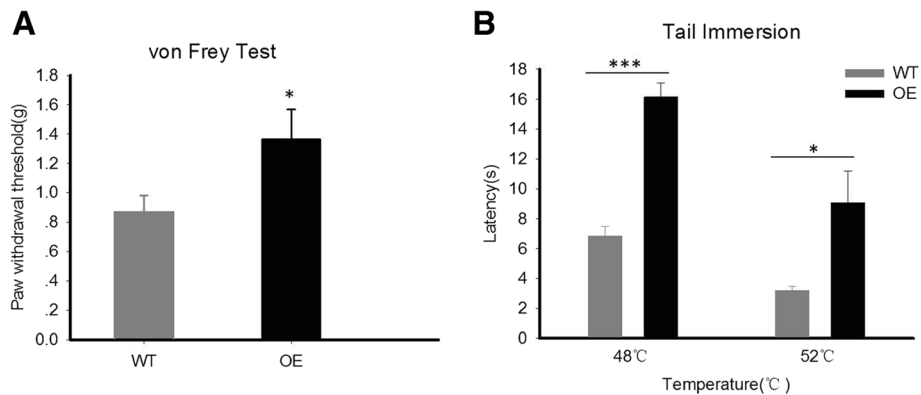 A
von Frey Test
Paw withdrawal threshold(g)
1.8
1.6
1.4
1.2
1.0
.8
.6
.4
.2
0.0
*
WT
OE
B
Tail Immersion
Latency(s)
18
16
14
12
10
8
6
4
2
0
***
*
WT
OE
48℃
52℃
Temperature(℃)